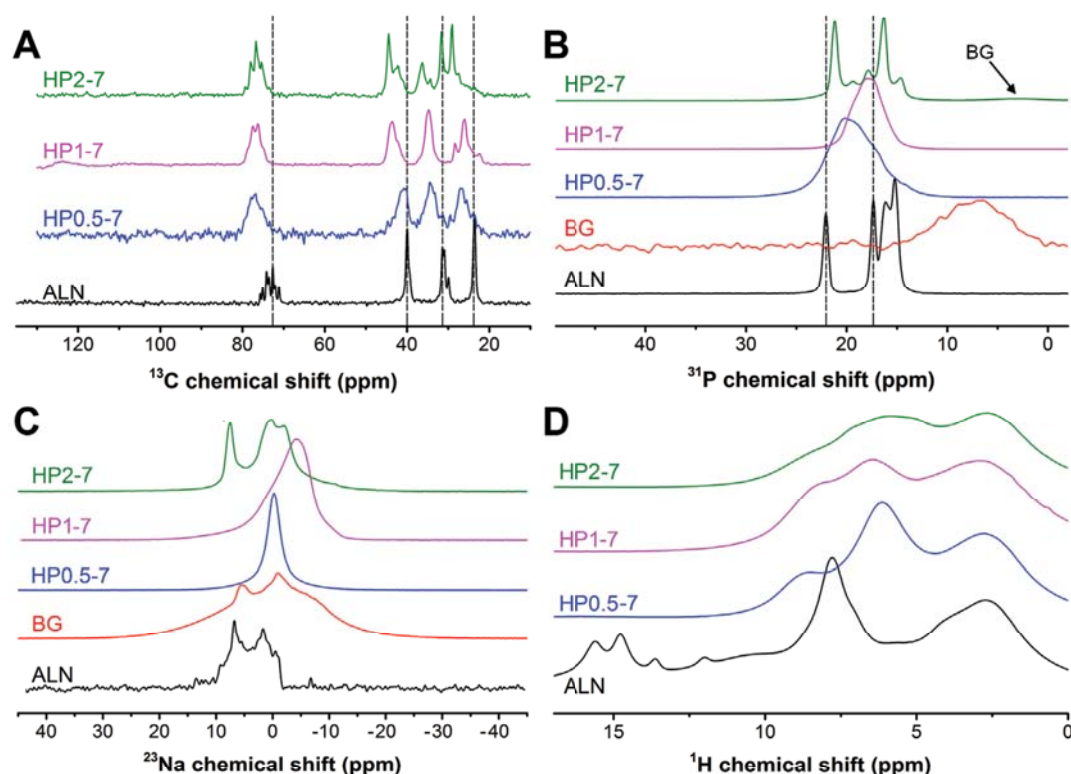 A
HP2-7
HP1-7
HP0.5-7
ALN
120 100 80 60 40 20
13C chemical shift (ppm)
B
BG
HP2-7
HP1-7
HP0.5-7
BG
ALN
40 30 20 10 0
31P chemical shift (ppm)
C
HP2-7
HP1-7
HP0.5-7
BG
ALN
40 30 20 10 0 -10 -20 -30 -40
23Na chemical shift (ppm)
D
HP2-7
HP1-7
HP0.5-7
ALN
15 10 5 0
1H chemical shift (ppm)